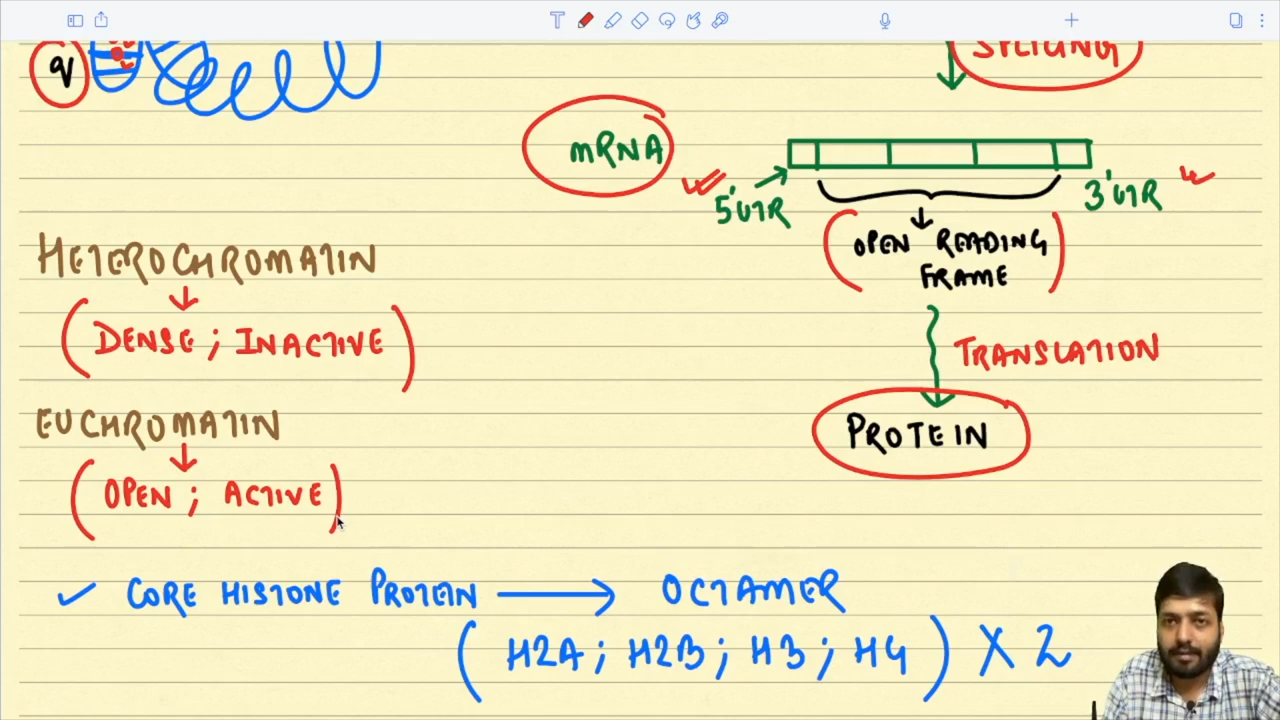 q
SPLICING
mRNA
5'UTR
3'UTR
OPEN READING
FRAME
TRANSLATION
PROTEIN
HETEROCHROMATIN
(DENSE; INACTIVE)
EUCHROMATIN
(OPEN; ACTIVE)
✓ CORE HISTONE PROTEIN → OCTAMER
(H2A; H2B; H3; H4) X 2